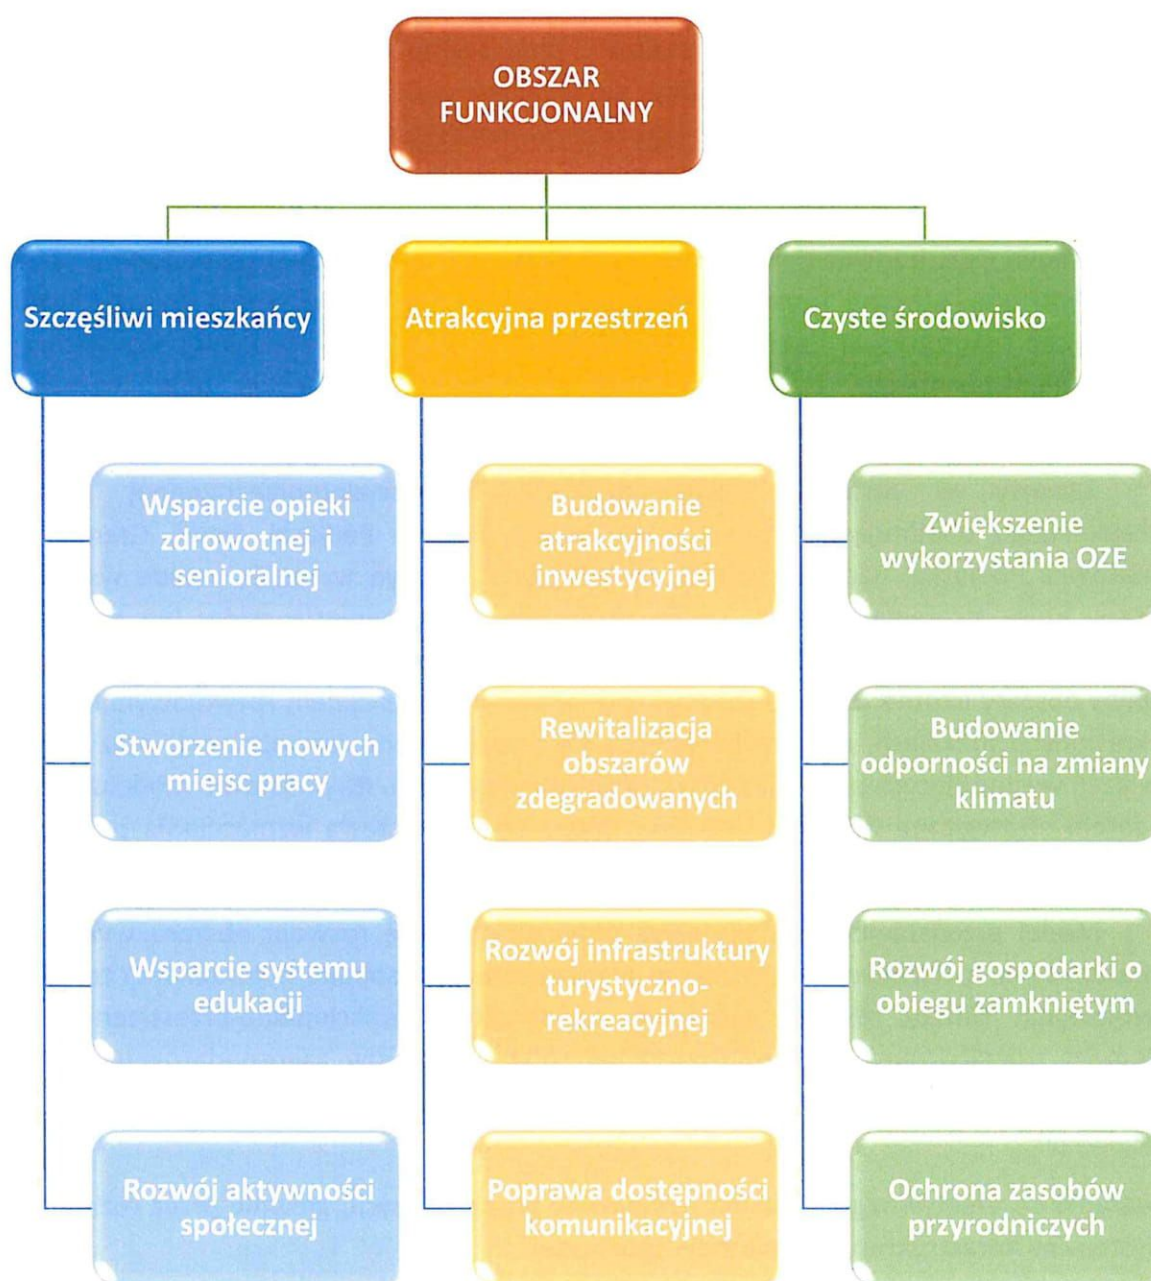 OBSZAR
FUNKCJONALNY
Szczęśliwi mieszkańcy
Wsparcie opieki
zdrowotnej i
senioralnej
Stworzenie nowych
miejsc pracy
Wsparcie systemu
edukacji
Rozwój aktywności
społecznej
Atrakcyjna przestrzeń
Budowanie
atrakcyjności
inwestycyjnej
Rewitalizacja
obszarów
zdegradowanych
Rozwój infrastruktury
turystyczno-
rekreacyjnej
Poprawa dostępności
komunikacyjnej
Czyste środowisko
Zwiększenie
wykorzystania OZE
Budowanie
odporności na zmiany
klimatu
Rozwój gospodarki o
obiegu zamkniętym
Ochrona zasobów
przyrodniczych